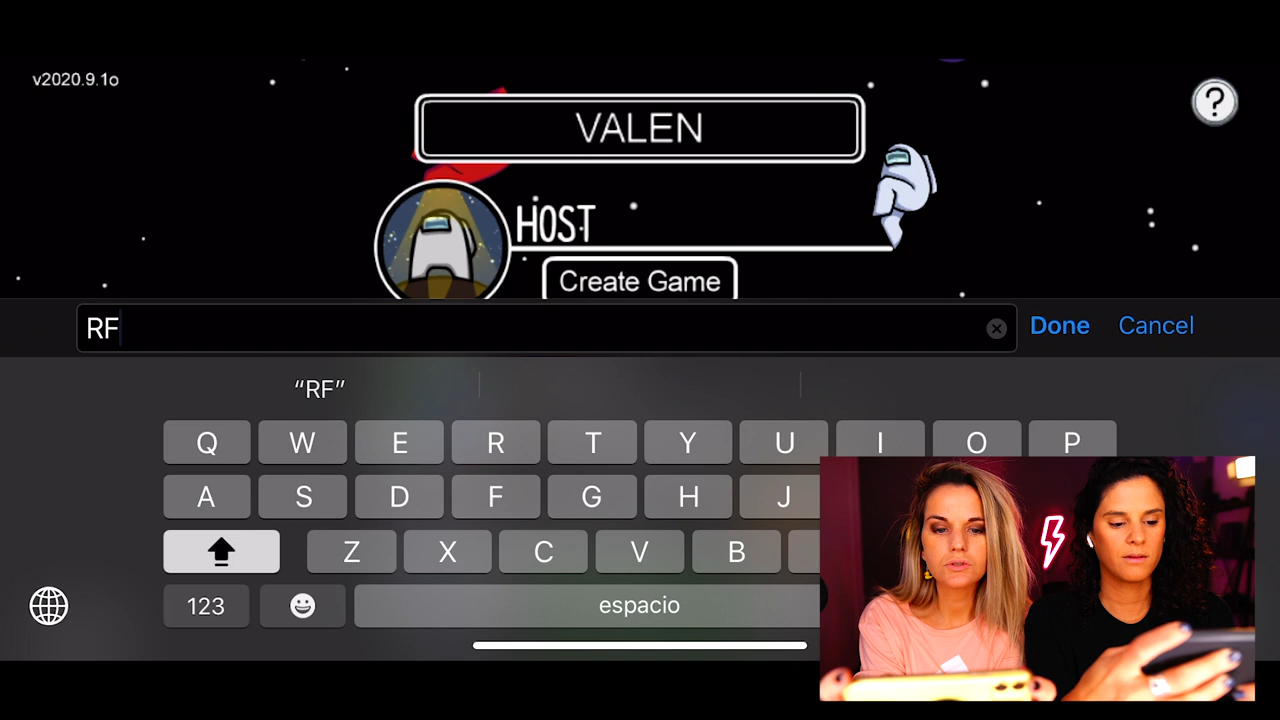 v2020.9.1o
?
VALEN
HOST
Create Game
RF
Done
Cancel
“RF”
Q W E R T Y U I O P
A S D F G H J
Z X C V B
123
espacio